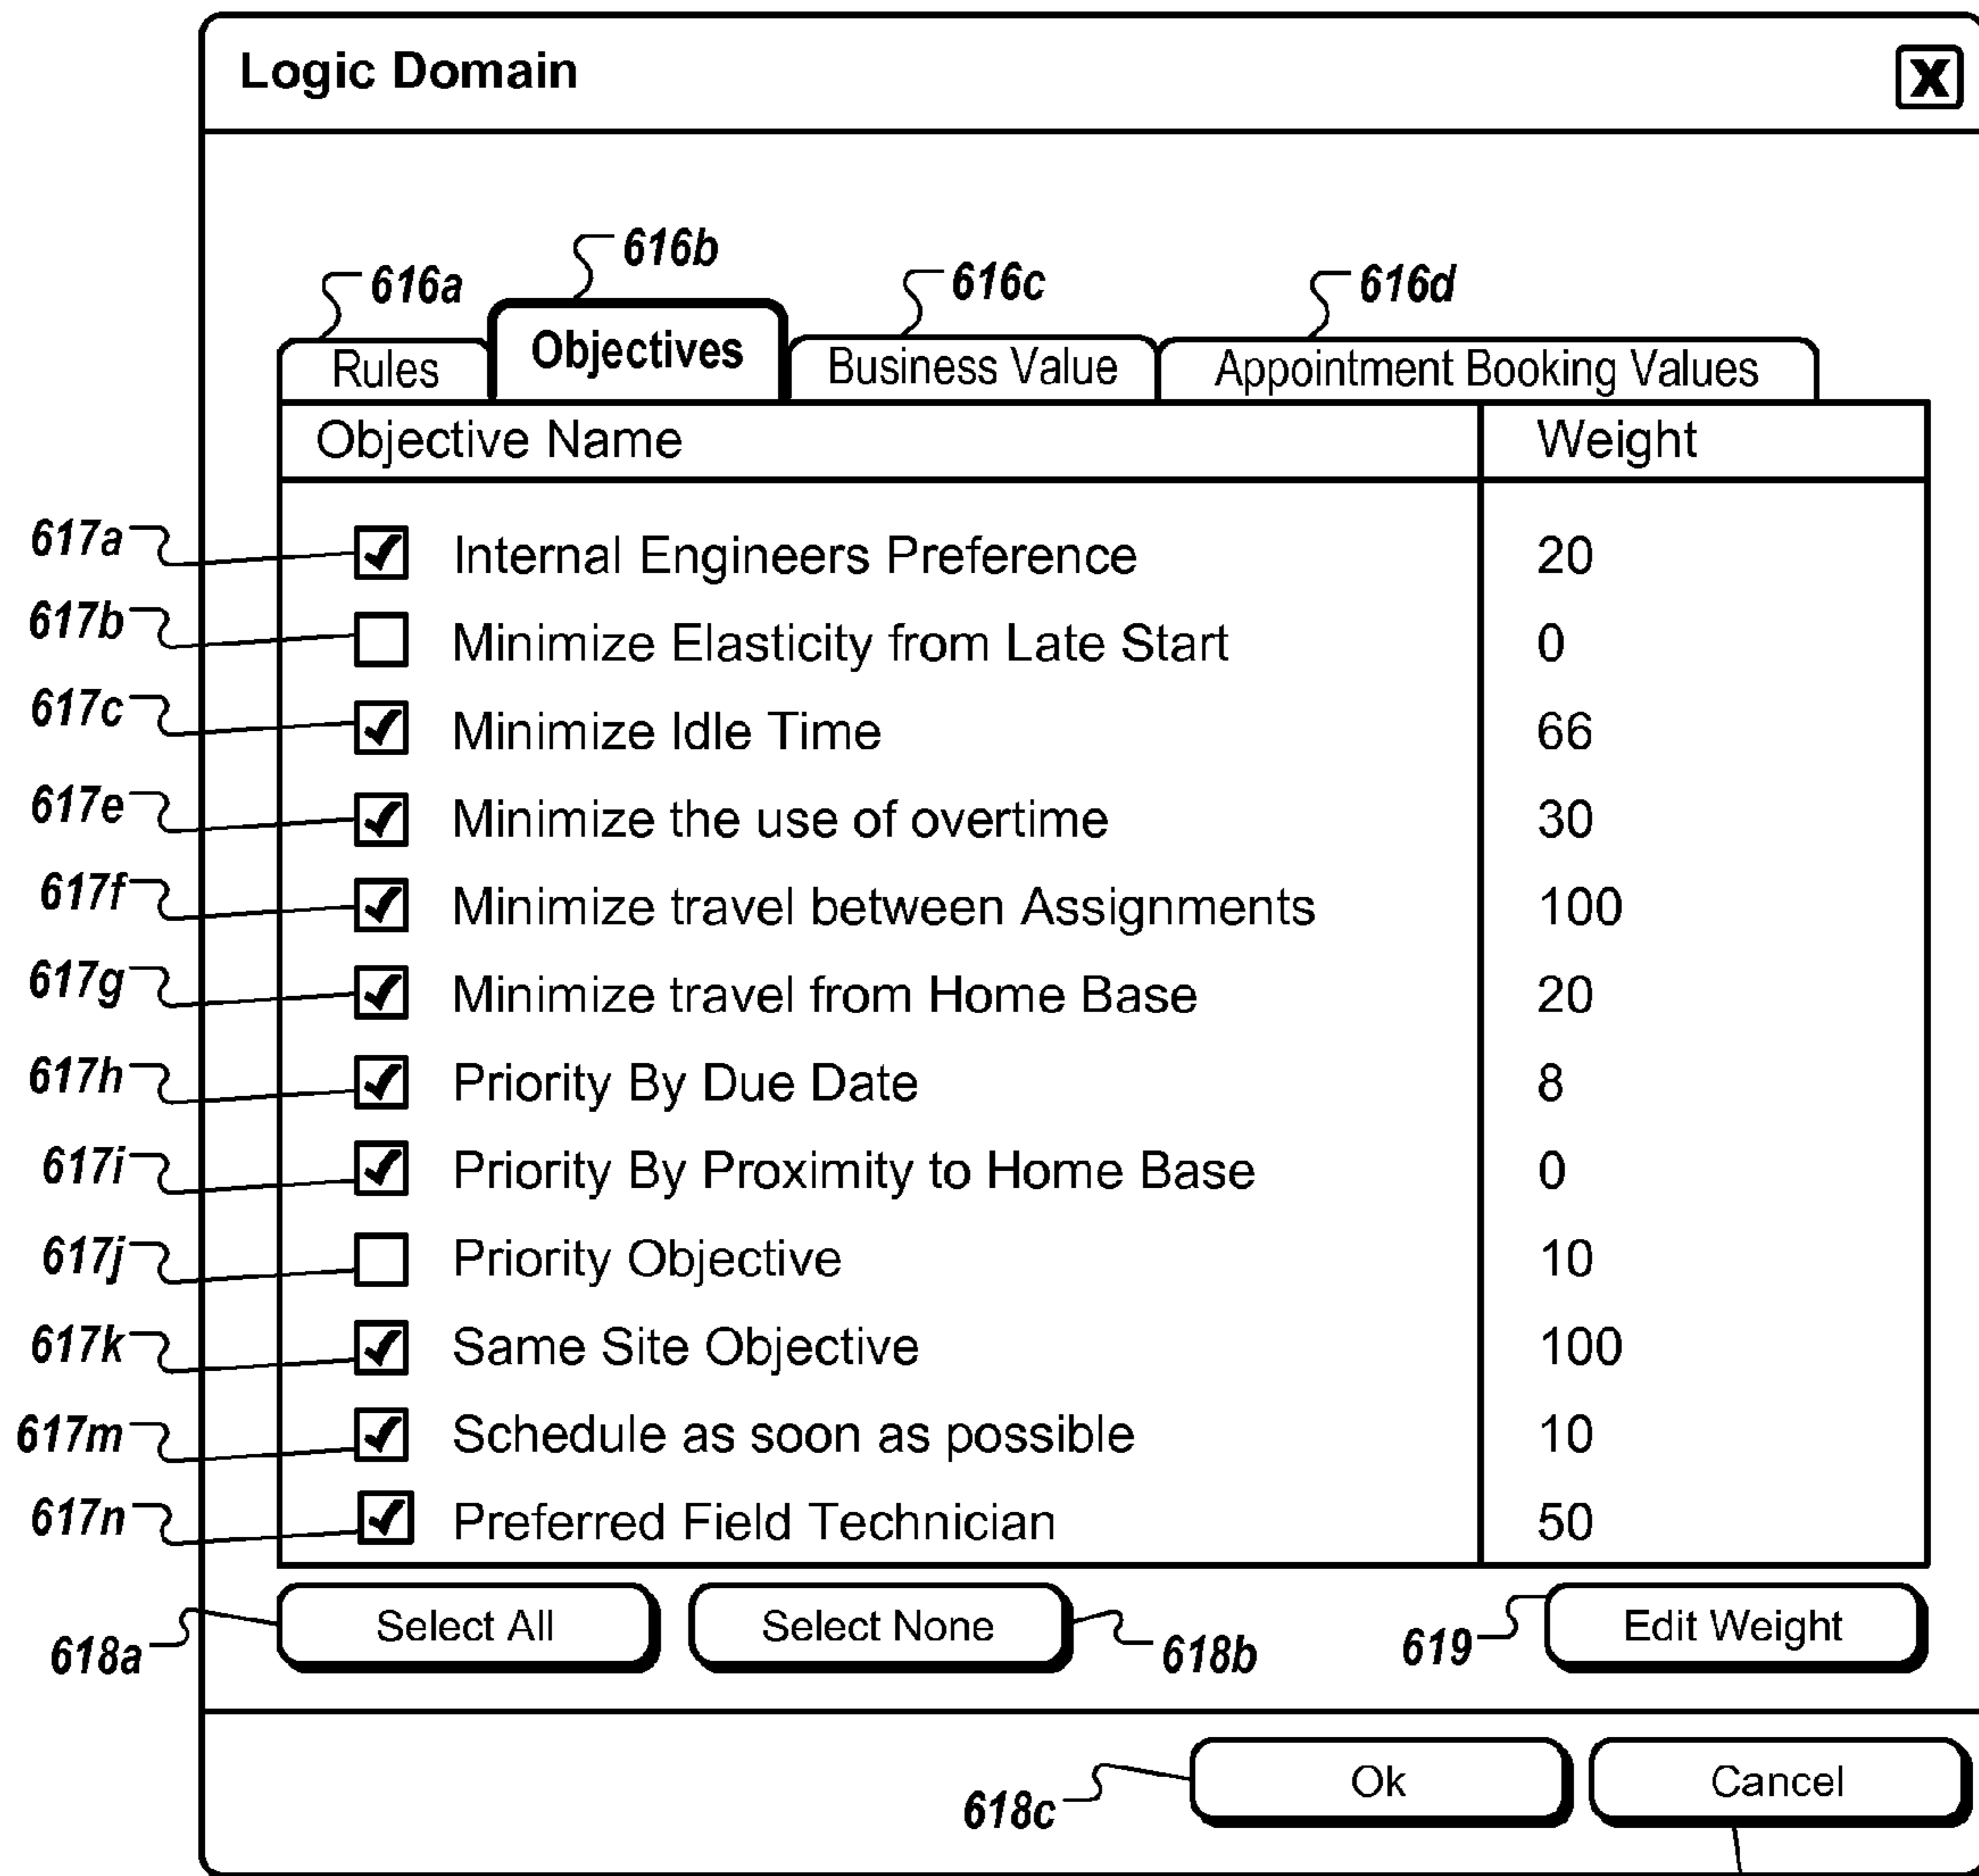 Logic Domain X
616a 616b 616c 616d
Rules Objectives Business Value Appointment Booking Values
Objective Name Weight
617a Internal Engineers Preference 20
617b Minimize Elasticity from Late Start 0
617c Minimize Idle Time 66
617e Minimize the use of overtime 30
617f Minimize travel between Assignments 100
617g Minimize travel from Home Base 20
617h Priority By Due Date 8
617i Priority By Proximity to Home Base 0
617j Priority Objective 10
617k Same Site Objective 100
617m Schedule as soon as possible 10
617n Preferred Field Technician 50
618a Select All Select None 618b 619 Edit Weight
618c Ok Cancel